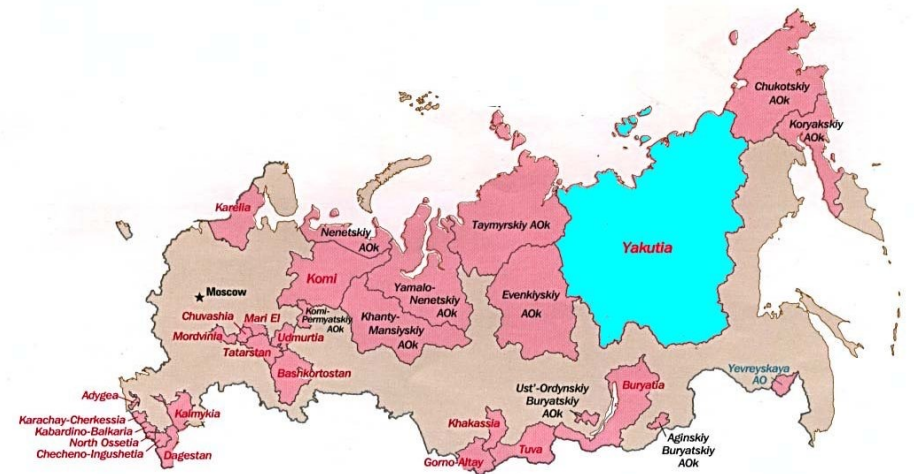 Chukotskiy
AOk
Koryakskiy
AOk
Karelia
Taymyrskiy AOk
Nenetskiy
AOk
Yakutia
Komi
Yamalo-
Nenetskiy
AOk
Evenkiyskiy
AOk
Moscow
Komi-
Permyatskiy
AOk
Khanty-
Mansiyskiy
AOk
Chuvashia
Mari El
Mordvinia
Udmurtia
Tatarstan
Bashkortostan
Yevreyskaya
AO
Ust'-Ordynskiy
Buryatskiy
AOk
Buryatia
Adygea
Karachay-Cherkessia
Kabardino-Balkaria
North Ossetia
Checheno-Ingushetia
Kalmykia
Dagestan
Khakassia
Gorno-Altay
Tuva
Aginskiy
Buryatskiy
AOk